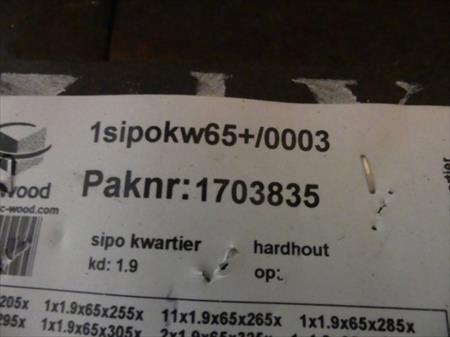 1sipokw65+/0003
wood
Paknr:1703835
c-wood.com
sipo kwartier hardhout
kd: 1.9 op:
205x 1x1.9x65x255x 11x1.9x65x265x 1x1.9x65x285x
295x 1x1.9x65x305x